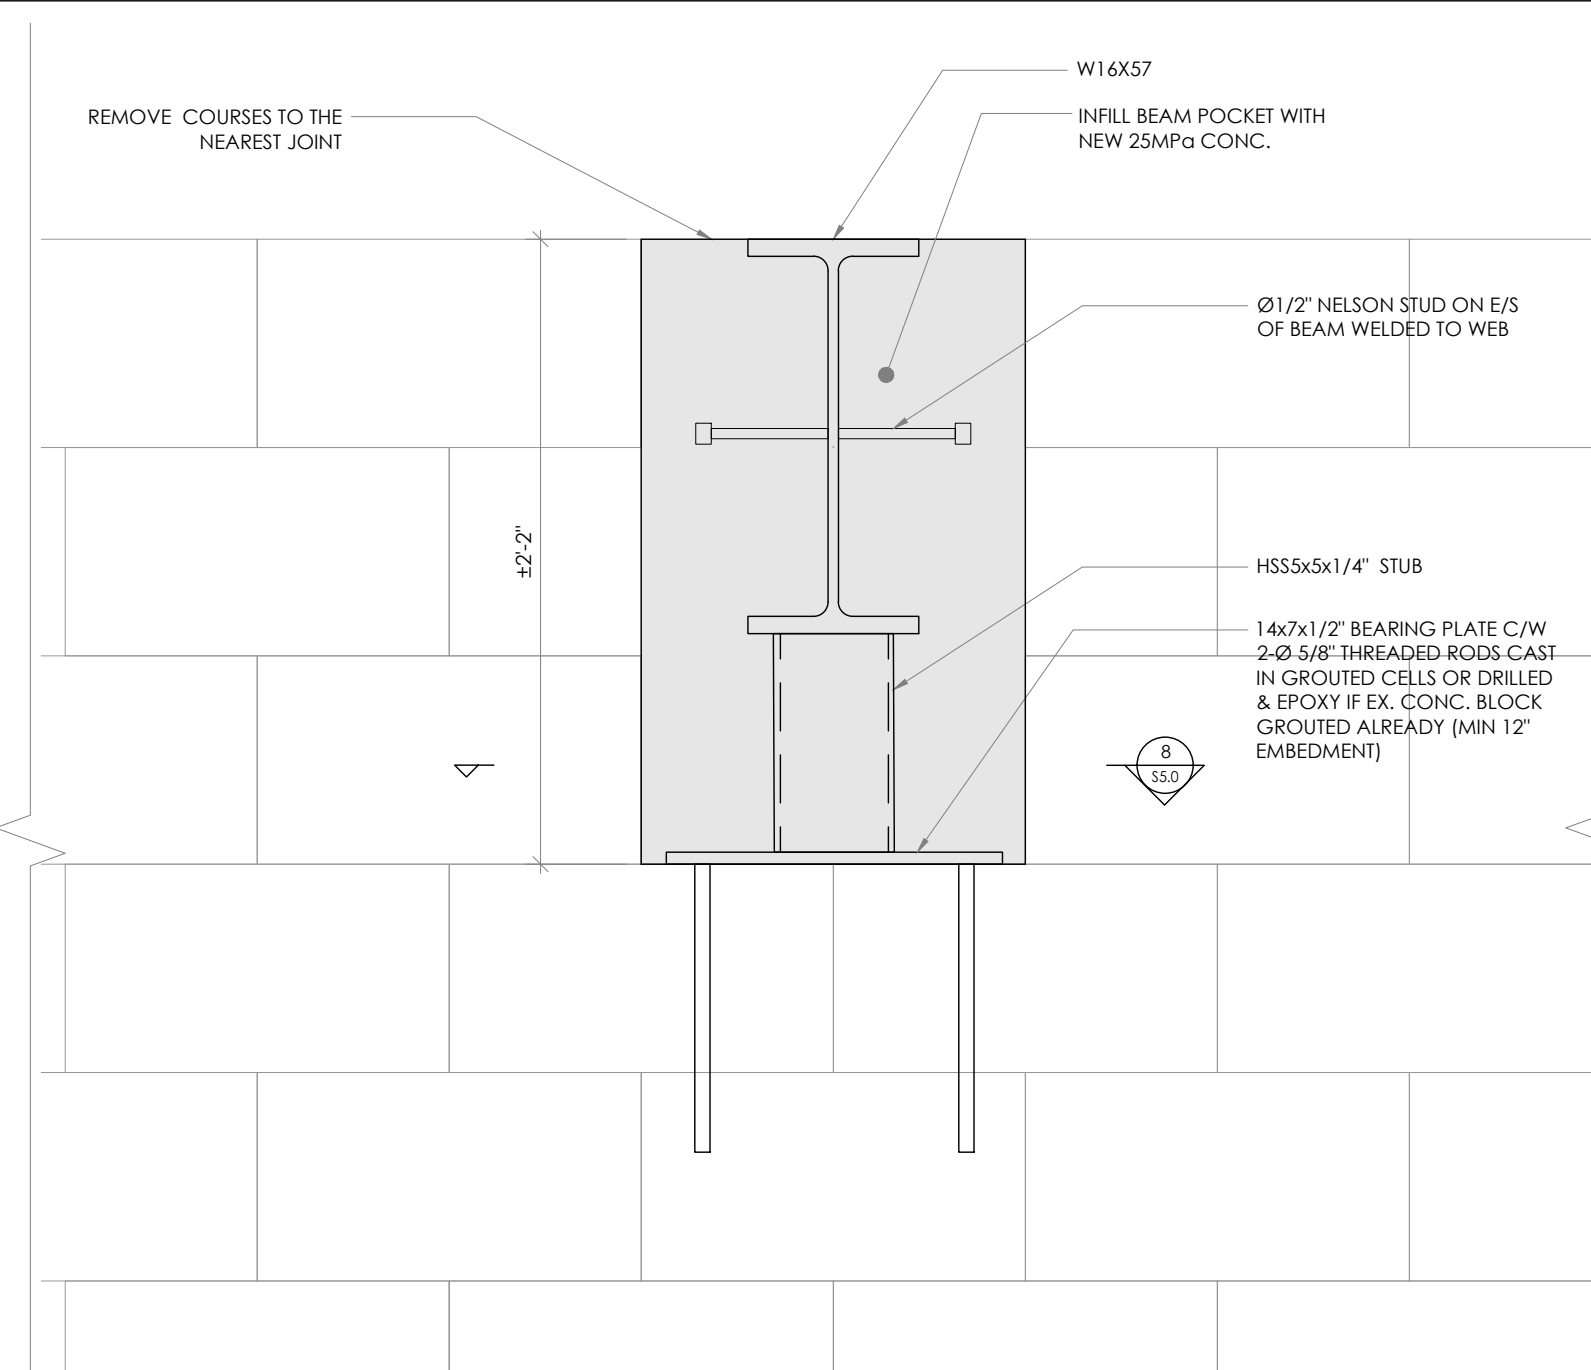 W16X57
REMOVE COURSES TO THE
NEAREST JOINT
INFILL BEAM POCKET WITH
NEW 25MPa CONC.
Ø1/2" NELSON STUD ON E/S
OF BEAM WELDED TO WEB
±2'-2"
HSS5x5x1/4" STUB
14x7x1/2" BEARING PLATE C/W
2-Ø 5/8" THREADED RODS CAST
IN GROUTED CELLS OR DRILLED
& EPOXY IF EX. CONC. BLOCK
GROUTED ALREADY (MIN 12"
EMBEDMENT)
8
S5.0